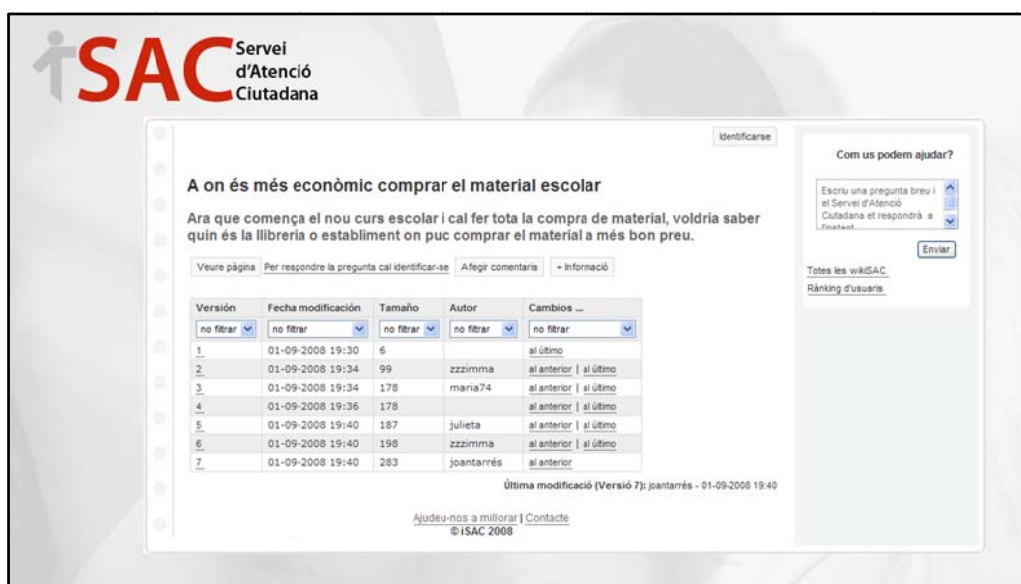 iSAC
Servei
d'Atenció
Ciutadana
Identificarse
A on és més econòmic comprar el material escolar
Ara que comença el nou curs escolar i cal fer tota la compra de material, voldria saber
quin és la llibreria o establiment on puc comprar el material a més bon preu.
Veure pàgina Per respondre la pregunta cal identificar-se Afegir comentaris + Informació
Versión Fecha modificación Tamaño Autor Cambios ...
no filtrar no filtrar no filtrar no filtrar no filtrar
1 01-09-2008 19:30 6 al último
2 01-09-2008 19:34 99 zzzimma al anterior | al último
3 01-09-2008 19:34 178 maria74 al anterior | al último
4 01-09-2008 19:36 178 al anterior | al último
5 01-09-2008 19:40 187 julieta al anterior | al último
6 01-09-2008 19:40 198 zzzimma al anterior | al último
7 01-09-2008 19:40 283 joantarrés al anterior
Última modificació (Versió 7): joantarrés - 01-09-2008 19:40
Ajudeu-nos a millorar | Contacte
© iSAC 2008
Com us podem ajudar?
Escriu una pregunta breu i
el Servei d'Atenció
Ciutadana et respondrà a
l'instant
Enviar
Totes les wikiSAC
Rànking d'usuaris